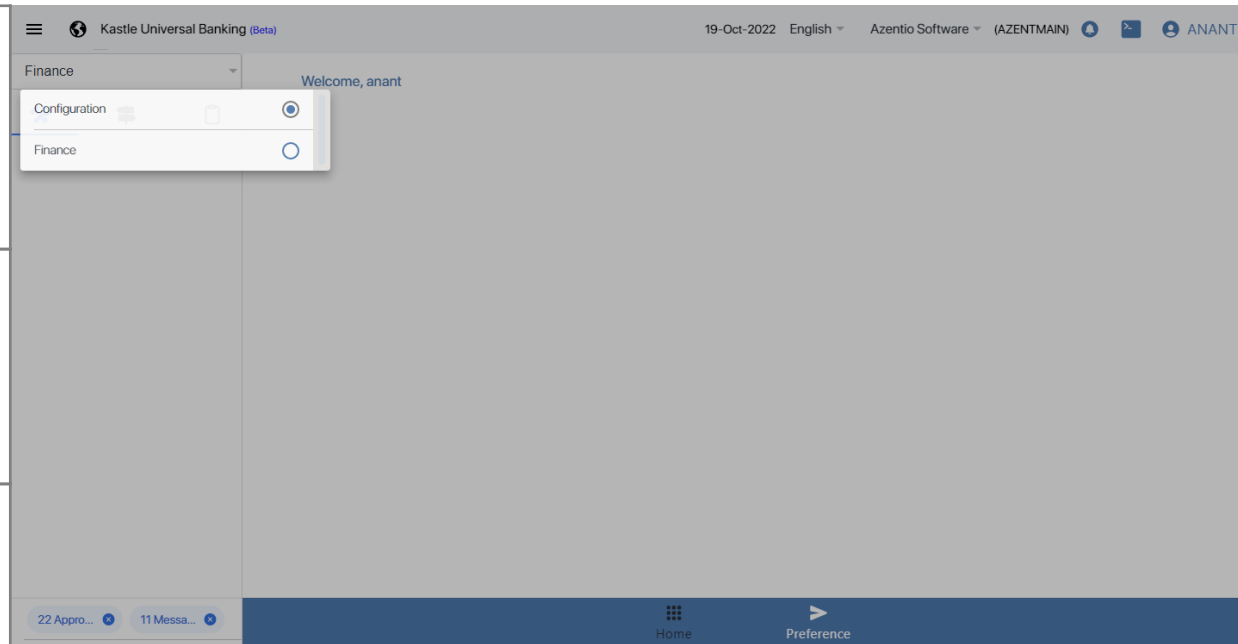 Kastle Universal Banking (Beta)
19-Oct-2022 English Azentio Software (AZENTMAIN) ANANT
Finance
Welcome, anant
Configuration
Finance
22 Appro... 11 Messa...
Home
Preference